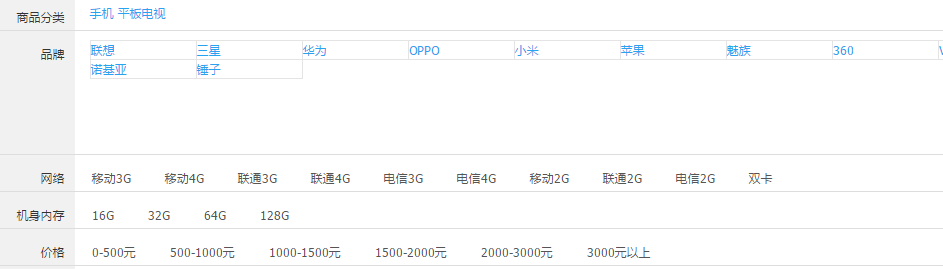 商品分类 手机 平板电视
品牌 联想 三星 华为 OPPO 小米 苹果 魅族 360
诺基亚 锤子
网络 移动3G 移动4G 联通3G 联通4G 电信3G 电信4G 移动2G 联通2G 电信2G 双卡
机身内存 16G 32G 64G 128G
价格 0-500元 500-1000元 1000-1500元 1500-2000元 2000-3000元 3000元以上